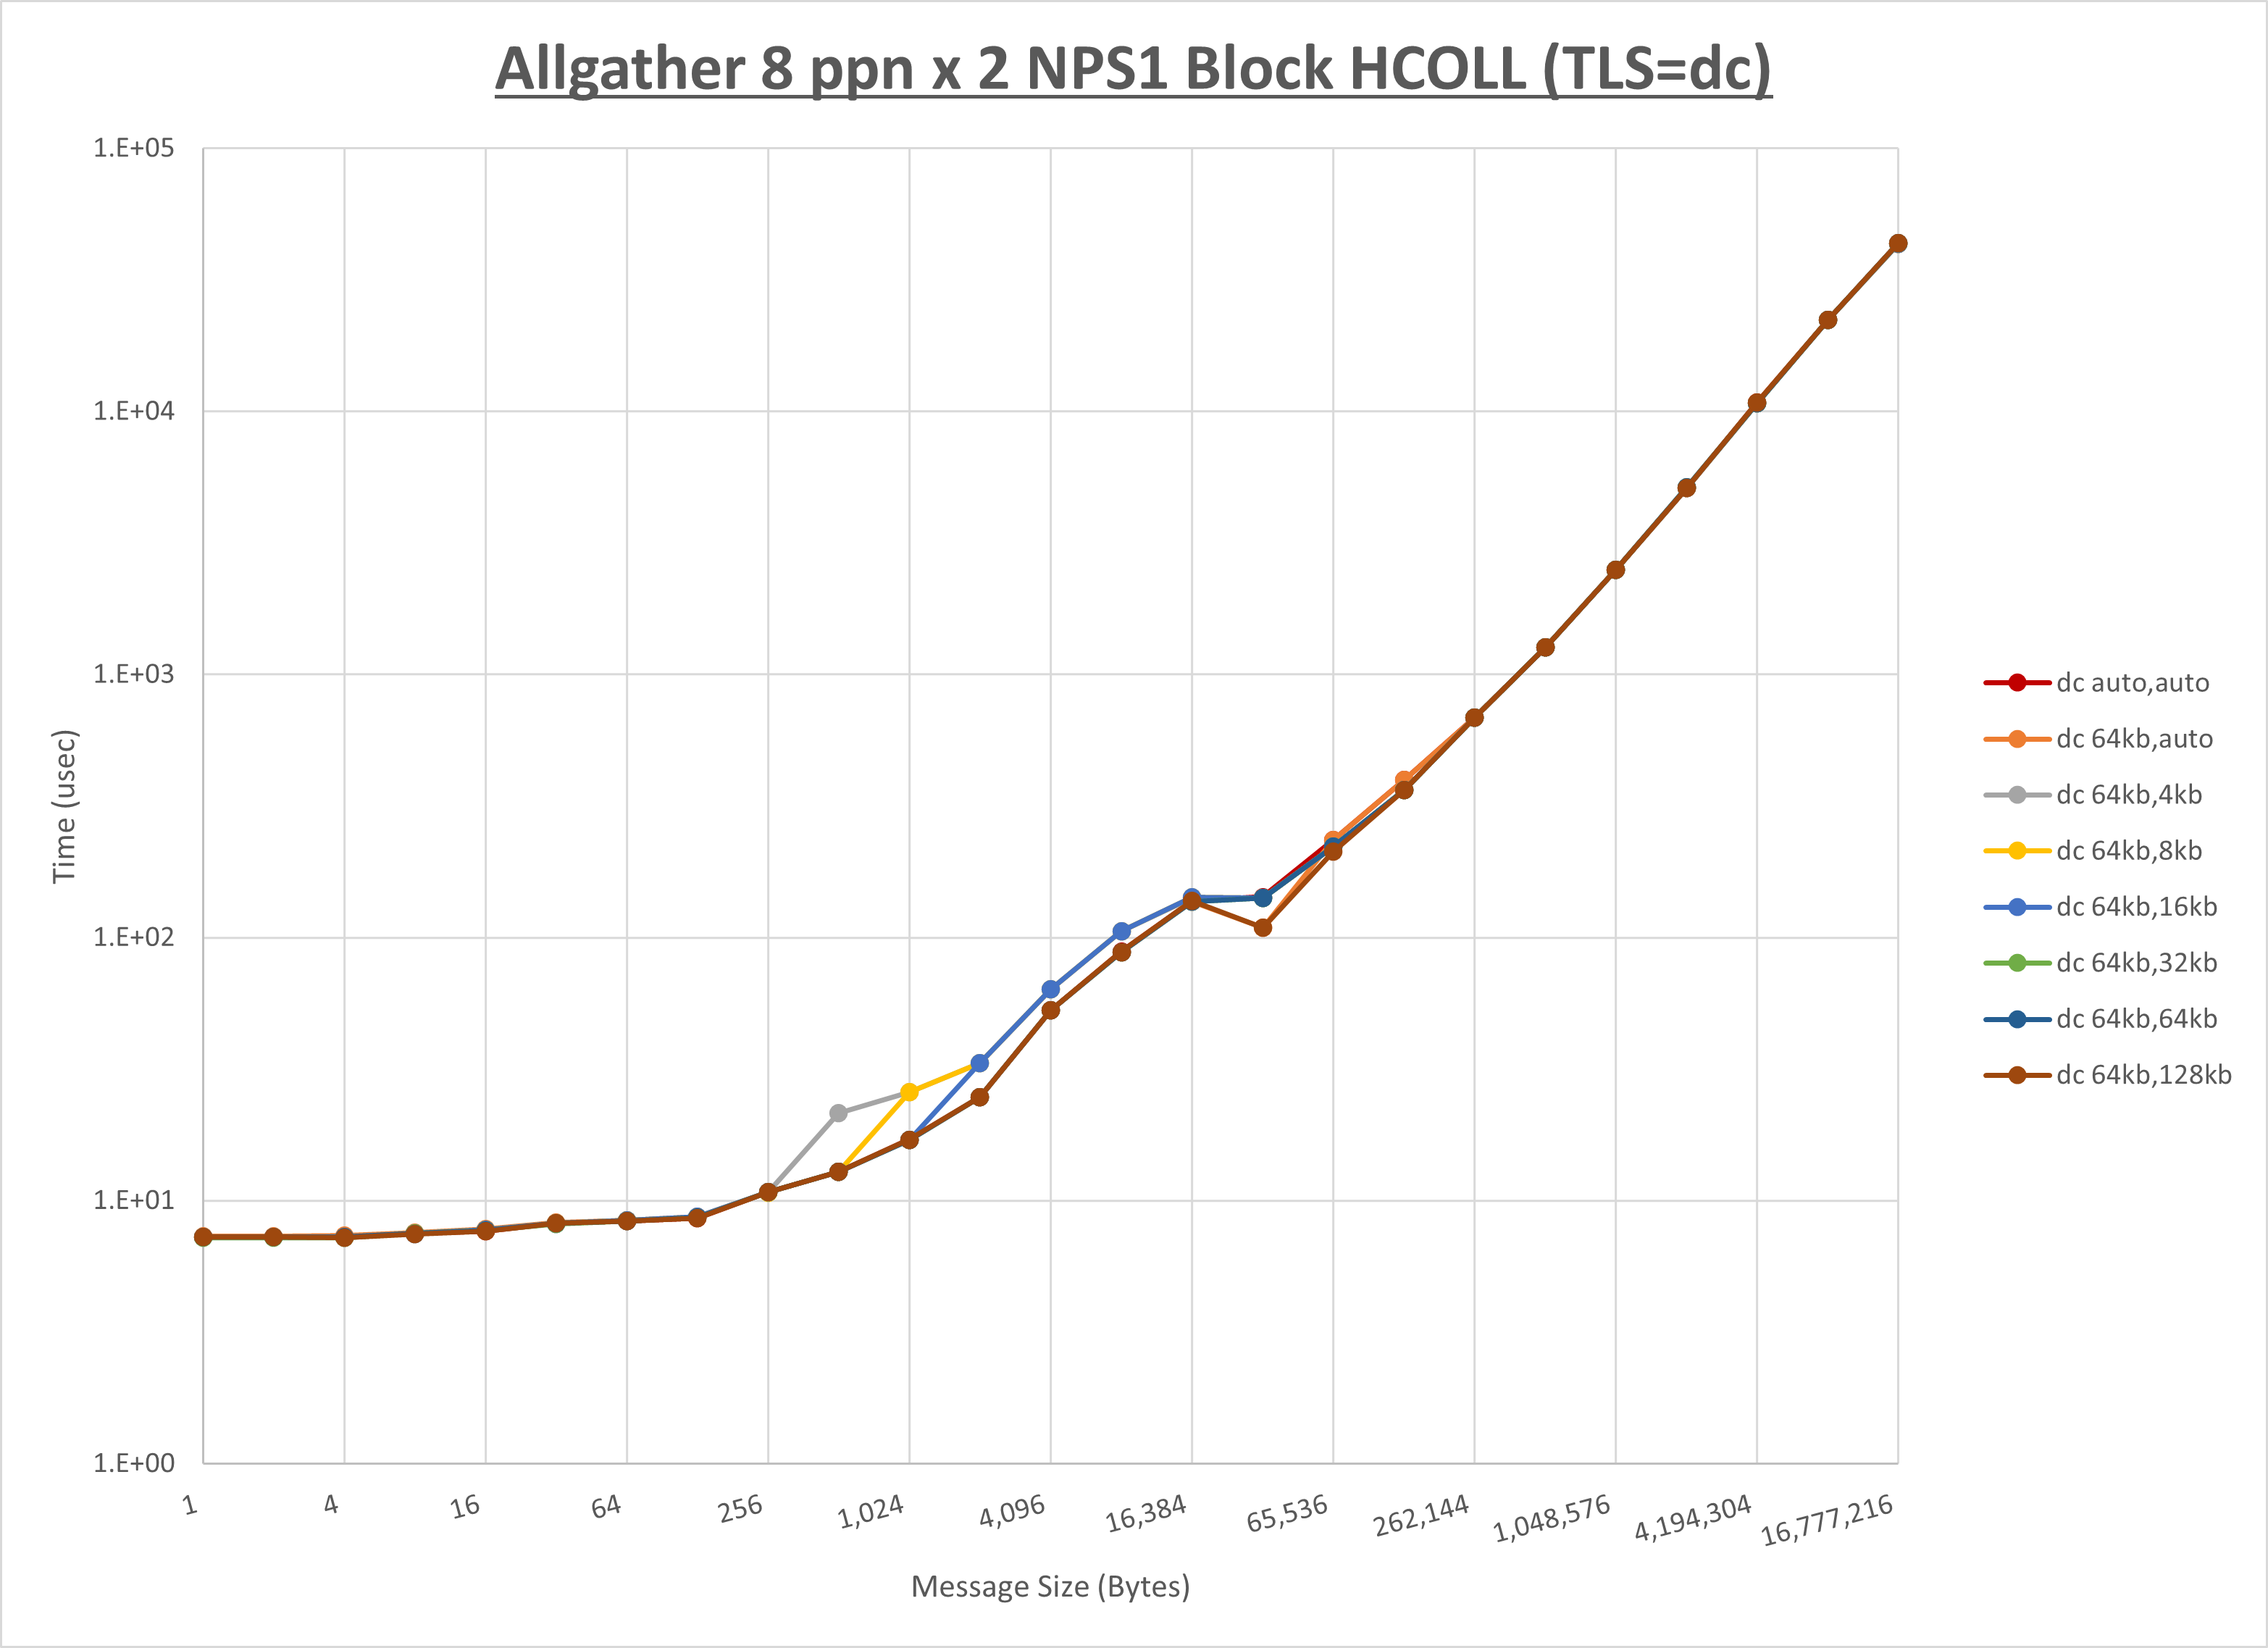 Allgather 8 ppn x 2 NPS1 Block HCOLL (TLS=dc)
1.E+05
1.E+04
1.E+03
1.E+02
1.E+01
1.E+00
Time (usec)
1
4
16
64
256
1,024
4,096
16,384
65,536
262,144
1,048,576
4,194,304
16,777,216
Message Size (Bytes)
dc auto,auto
dc 64kb,auto
dc 64kb,4kb
dc 64kb,8kb
dc 64kb,16kb
dc 64kb,32kb
dc 64kb,64kb
dc 64kb,128kb